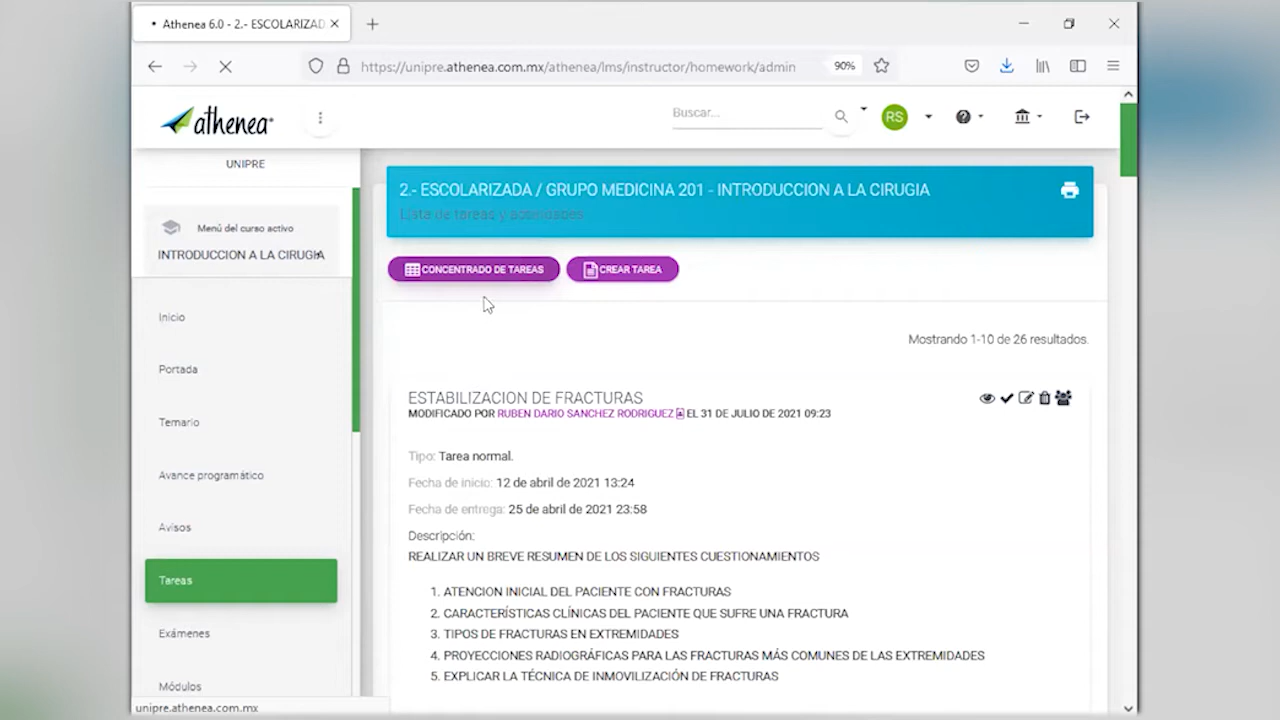 Athenea 6.0 - 2.- ESCOLARIZAD
https://unipre.athenea.com.mx/athenea/lms/instructor/homework/admin
90%
athenea
Buscar...
RS
UNIPRE
Menú del curso activo
INTRODUCCION A LA CIRUGIA
Inicio
Portada
Temario
Avance programático
Avisos
Tareas
Exámenes
Módulos
unipre.athenea.com.mx
2.- ESCOLARIZADA / GRUPO MEDICINA 201 - INTRODUCCION A LA CIRUGIA
Lista de tareas y actividades
CONCENTRADO DE TAREAS
CREAR TAREA
Mostrando 1-10 de 26 resultados.
ESTABILIZACION DE FRACTURAS
MODIFICADO POR RUBEN DARIO SANCHEZ RODRIGUEZ EL 31 DE JULIO DE 2021 09:23
Tipo: Tarea normal.
Fecha de inicio: 12 de abril de 2021 13:24
Fecha de entrega: 25 de abril de 2021 23:58
Descripción:
REALIZAR UN BREVE RESUMEN DE LOS SIGUIENTES CUESTIONAMIENTOS
1. ATENCION INICIAL DEL PACIENTE CON FRACTURAS
2. CARACTERÍSTICAS CLÍNICAS DEL PACIENTE QUE SUFRE UNA FRACTURA
3. TIPOS DE FRACTURAS EN EXTREMIDADES
4. PROYECCIONES RADIOGRÁFICAS PARA LAS FRACTURAS MÁS COMUNES DE LAS EXTREMIDADES
5. EXPLICAR LA TÉCNICA DE INMOVILIZACIÓN DE FRACTURAS